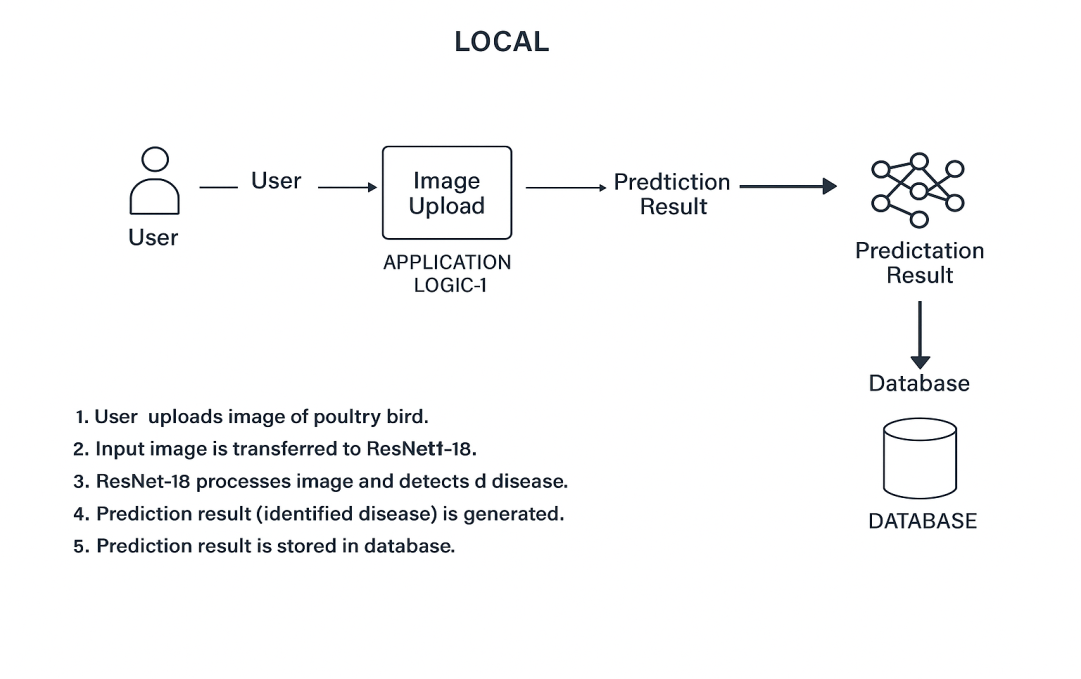 LOCAL
User
User
Image
Upload
APPLICATION
LOGIC-1
Predtiction
Result
Predictation
Result
Database
DATABASE
1. User uploads image of poultry bird.
2. Input image is transferred to ResNett-18.
3. ResNet-18 processes image and detects d disease.
4. Prediction result (identified disease) is generated.
5. Prediction result is stored in database.